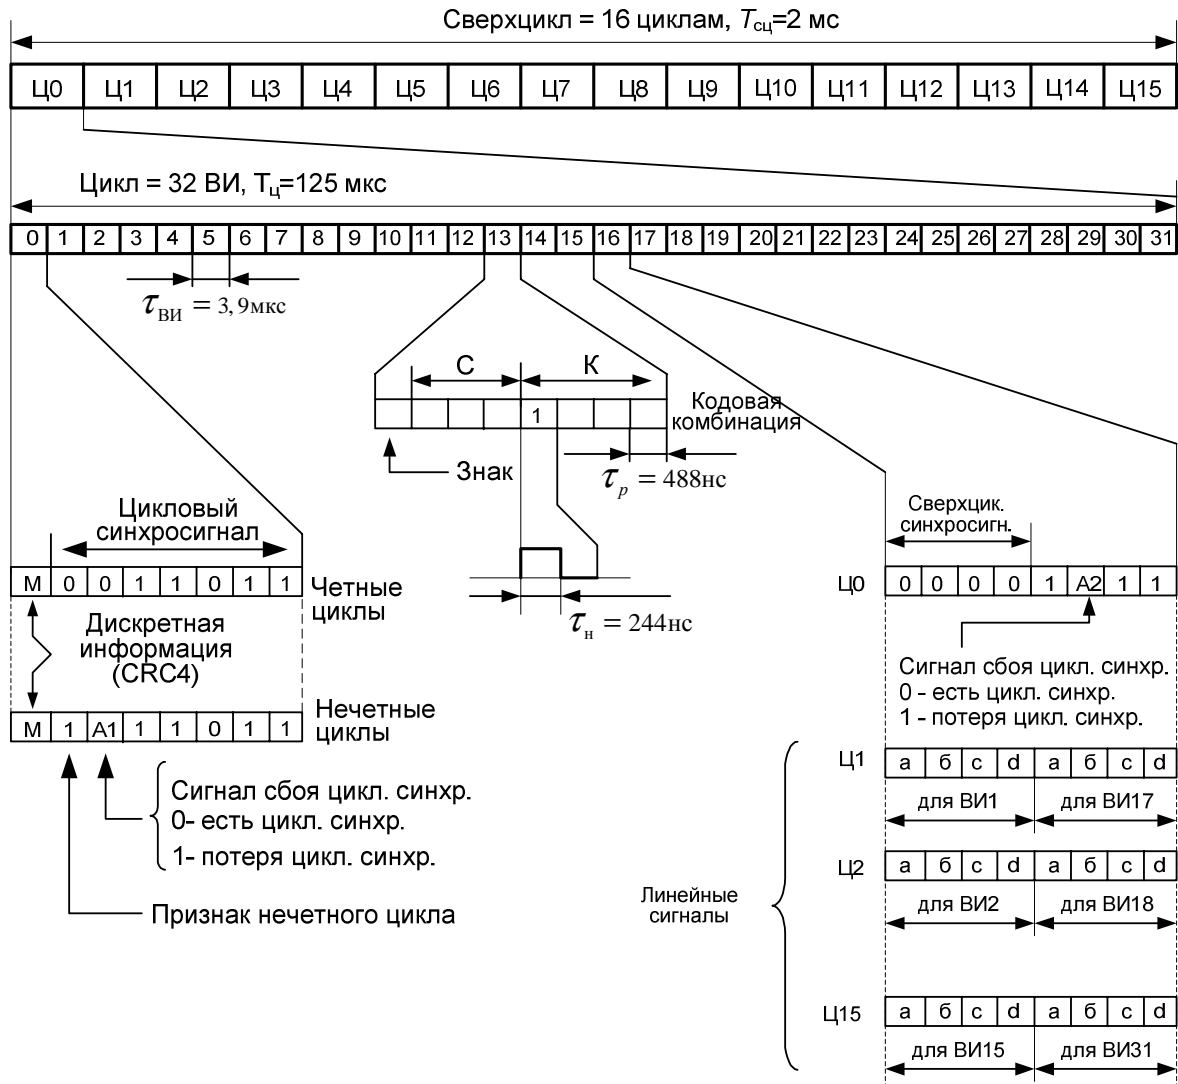 Сверхцикл = 16 циклам, Тсц=2 мс
Ц0 Ц1 Ц2 Ц3 Ц4 Ц5 Ц6 Ц7 Ц8 Ц9 Ц10 Ц11 Ц12 Ц13 Ц14 Ц15
Цикл = 32 ВИ, Тц=125 мкс
0 1 2 3 4 5 6 7 8 9 10 11 12 13 14 15 16 17 18 19 20 21 22 23 24 25 26 27 28 29 30 31
τВИ = 3,9мкс
С К
1
Кодовая
комбинация
Знак
τр = 488нс
Цикловый
синхросигнал
М 0 0 1 1 0 1 1
Четные
циклы
Дискретная
информация
(CRC4)
М 1 А1 1 1 0 1 1
Нечетные
циклы
Сигнал сбоя цикл. синхр.
0- есть цикл. синхр.
1- потеря цикл. синхр.
Признак нечетного цикла
τн = 244нс
Сверхцик.
синхросигн.
Ц0 0 0 0 0 1 А2 1 1
Сигнал сбоя цикл. синхр.
0 - есть цикл. синхр.
1 - потеря цикл. синхр.
Линейные
сигналы
Ц1 а б с d а б с d
для ВИ1 для ВИ17
Ц2 а б с d а б с d
для ВИ2 для ВИ18
Ц15 а б с d а б с d
для ВИ15 для ВИ31